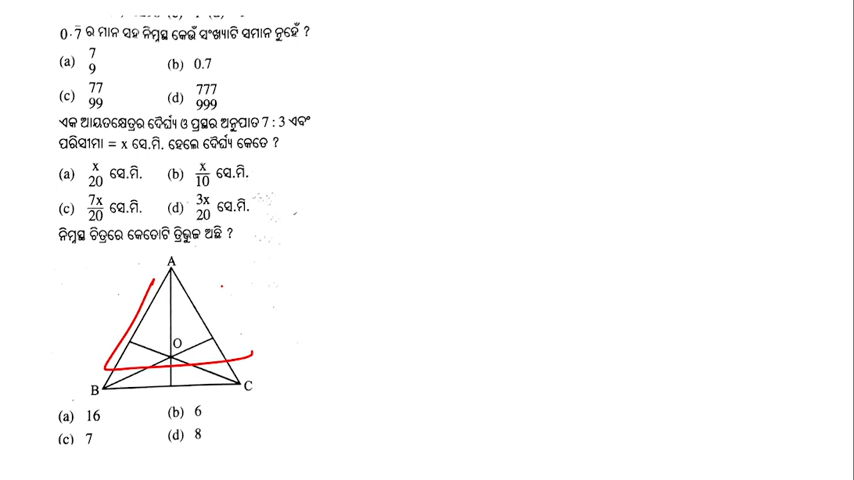 0·7̄ ର ମାନ ସହ ନିମ୍ନସ୍ଥ କେଉଁ ସଂଖ୍ୟାଟି ସମାନ ନୁହେଁ ?
(a) 7/9 (b) 0.7
(c) 77/99 (d) 777/999
ଏକ ଆୟତକ୍ଷେତ୍ରର ଦୈର୍ଘ୍ୟ ଓ ପ୍ରସ୍ଥର ଅନୁପାତ 7 : 3 ଏବଂ
ପରିସୀମା = x ସେ.ମି. ହେଲେ ଦୈର୍ଘ୍ୟ କେତେ ?
(a) x/20 ସେ.ମି. (b) x/10 ସେ.ମି.
(c) 7x/20 ସେ.ମି. (d) 3x/20 ସେ.ମି.
ନିମ୍ନସ୍ଥ ଚିତ୍ରରେ କେତୋଟି ତ୍ରିଭୁଜ ଅଛି ?
A
O
B C
(a) 16 (b) 6
(c) 7 (d) 8